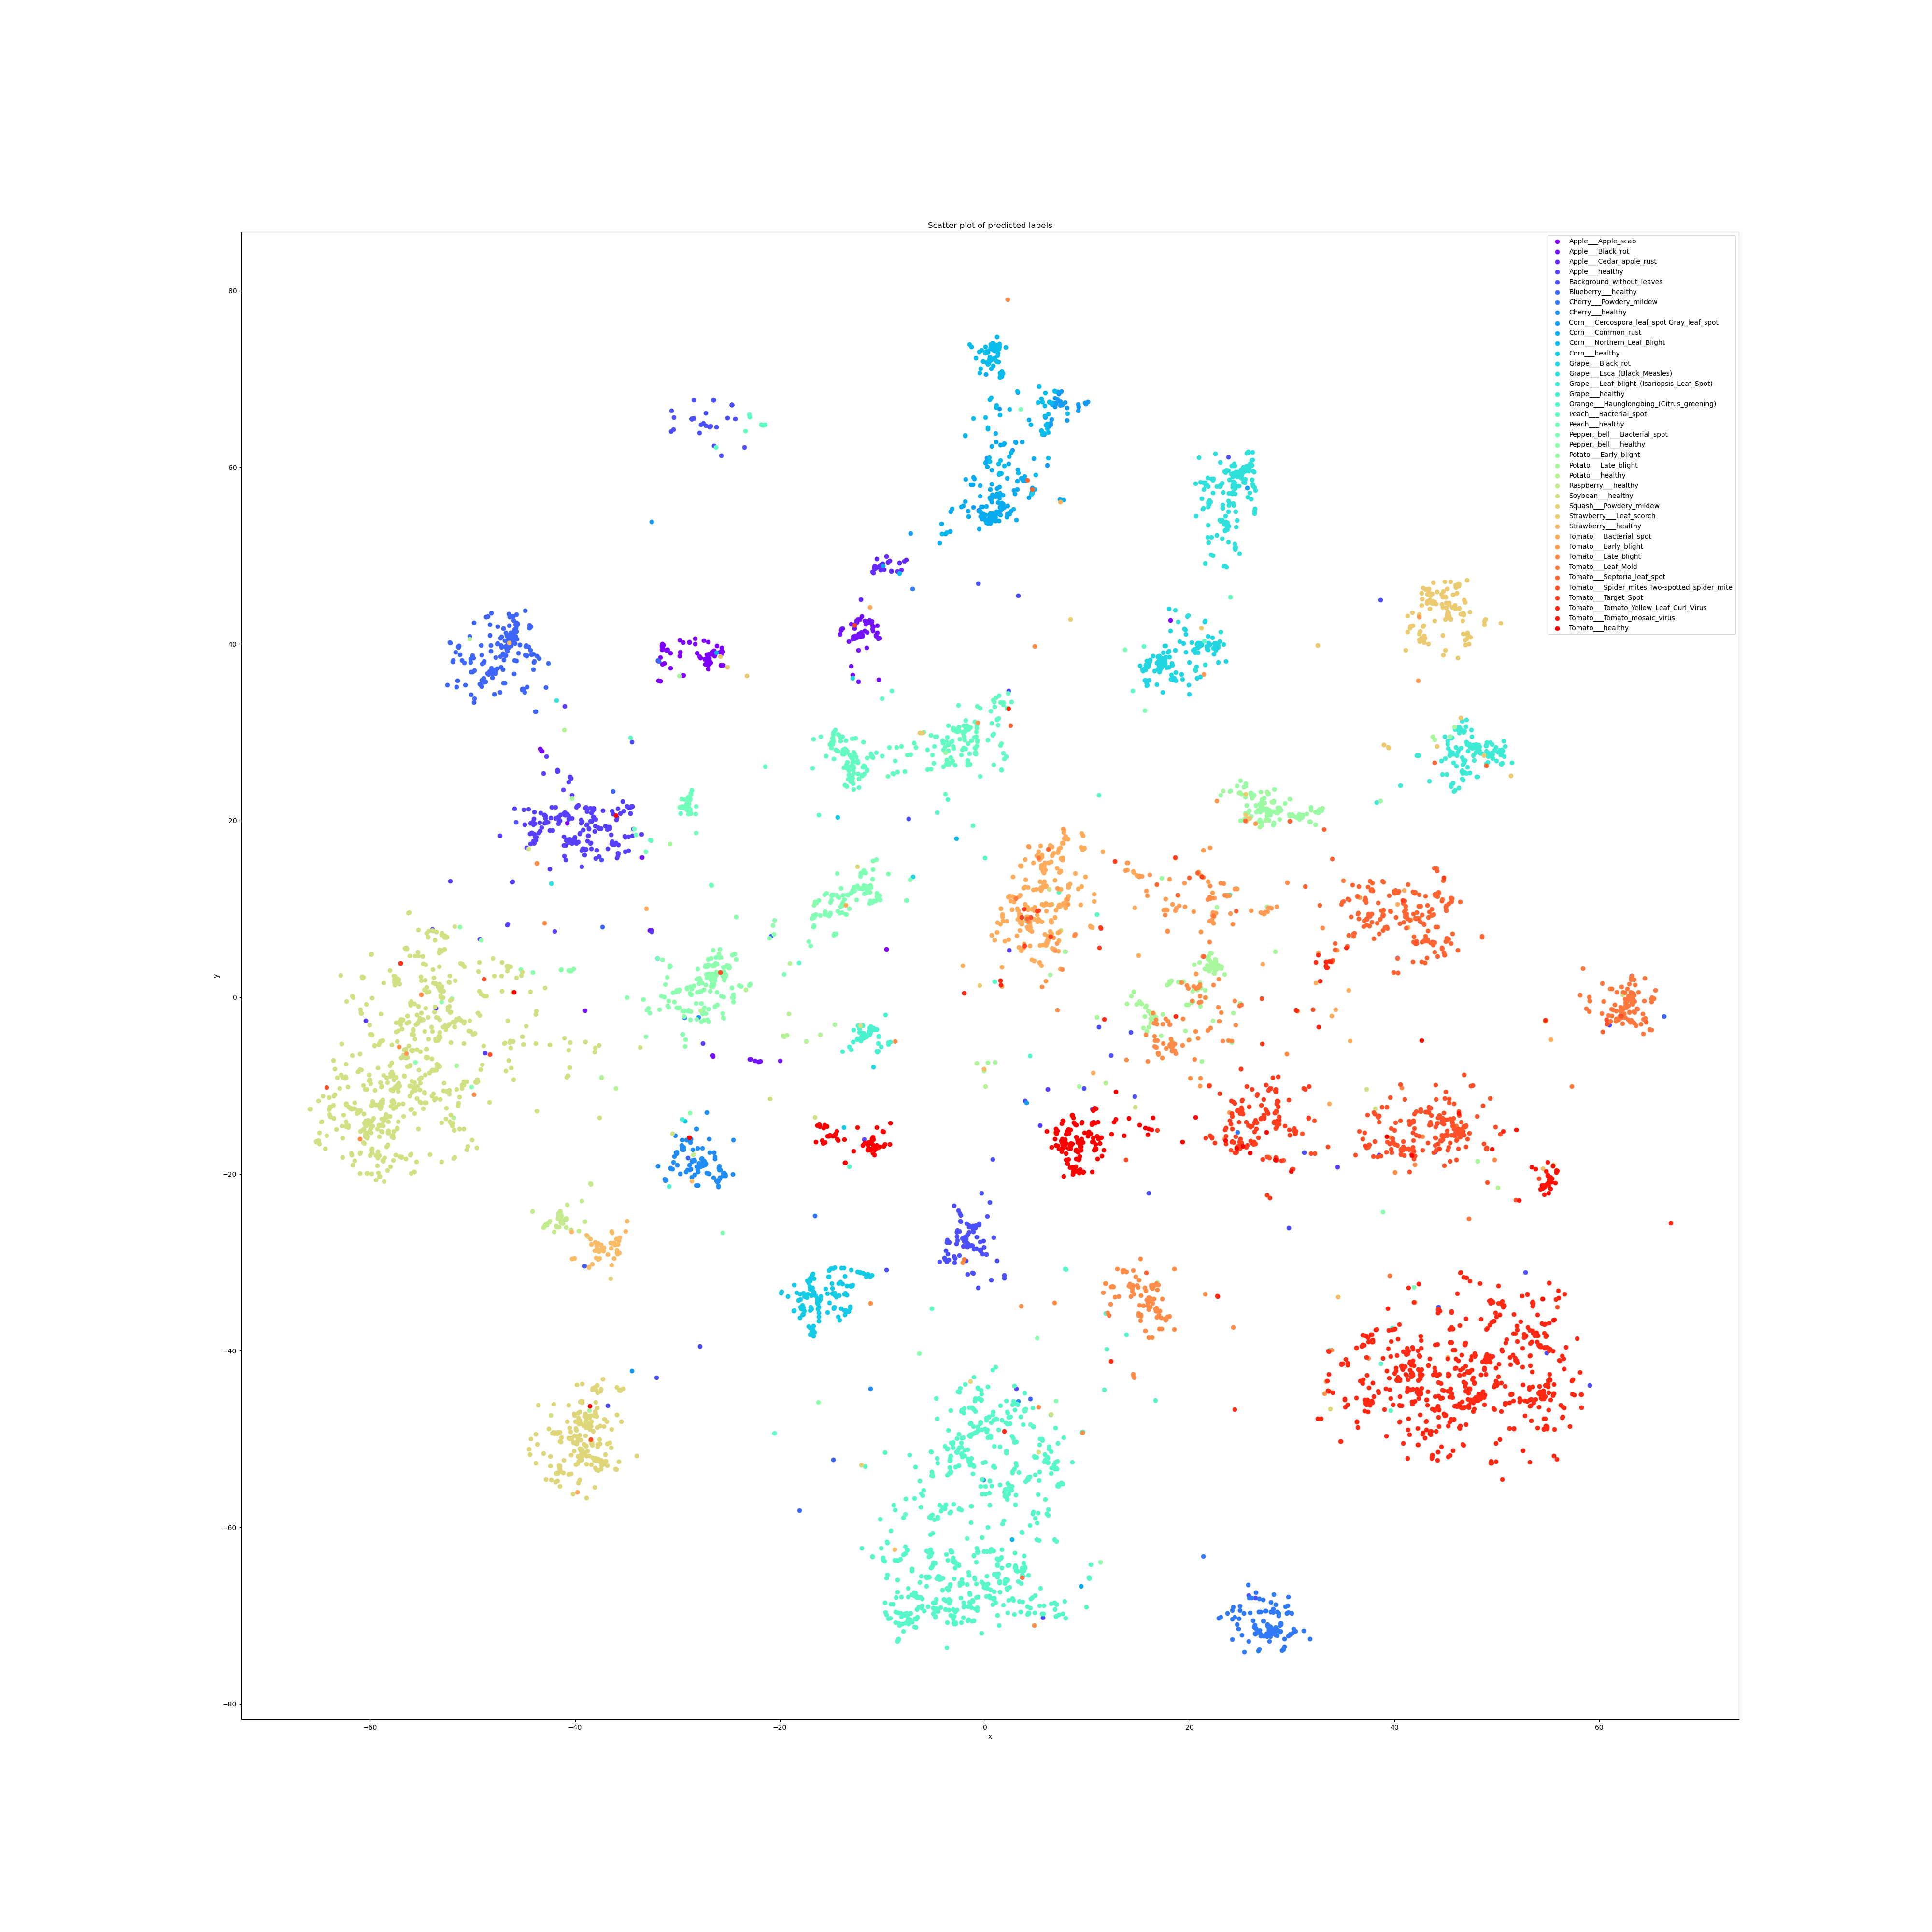 Scatter plot of predicted labels
Apple___Apple_scab
Apple___Black_rot
Apple___Cedar_apple_rust
Apple___healthy
Background_without_leaves
Blueberry___healthy
Cherry___Powdery_mildew
Cherry___healthy
Corn___Cercospora_leaf_spot Gray_leaf_spot
Corn___Common_rust
Corn___Northern_Leaf_Blight
Corn___healthy
Grape___Black_rot
Grape___Esca_(Black_Measles)
Grape___Leaf_blight_(Isariopsis_Leaf_Spot)
Grape___healthy
Orange___Haunglongbing_(Citrus_greening)
Peach___Bacterial_spot
Peach___healthy
Pepper,_bell___Bacterial_spot
Pepper,_bell___healthy
Potato___Early_blight
Potato___Late_blight
Potato___healthy
Raspberry___healthy
Soybean___healthy
Squash___Powdery_mildew
Strawberry___Leaf_scorch
Strawberry___healthy
Tomato___Bacterial_spot
Tomato___Early_blight
Tomato___Late_blight
Tomato___Leaf_Mold
Tomato___Septoria_leaf_spot
Tomato___Spider_mites Two-spotted_spider_mite
Tomato___Target_Spot
Tomato___Tomato_Yellow_Leaf_Curl_Virus
Tomato___Tomato_mosaic_virus
Tomato___healthy
80
60
40
20
0
−20
−40
−60
−80
y
−60 −40 −20 0 20 40 60
x